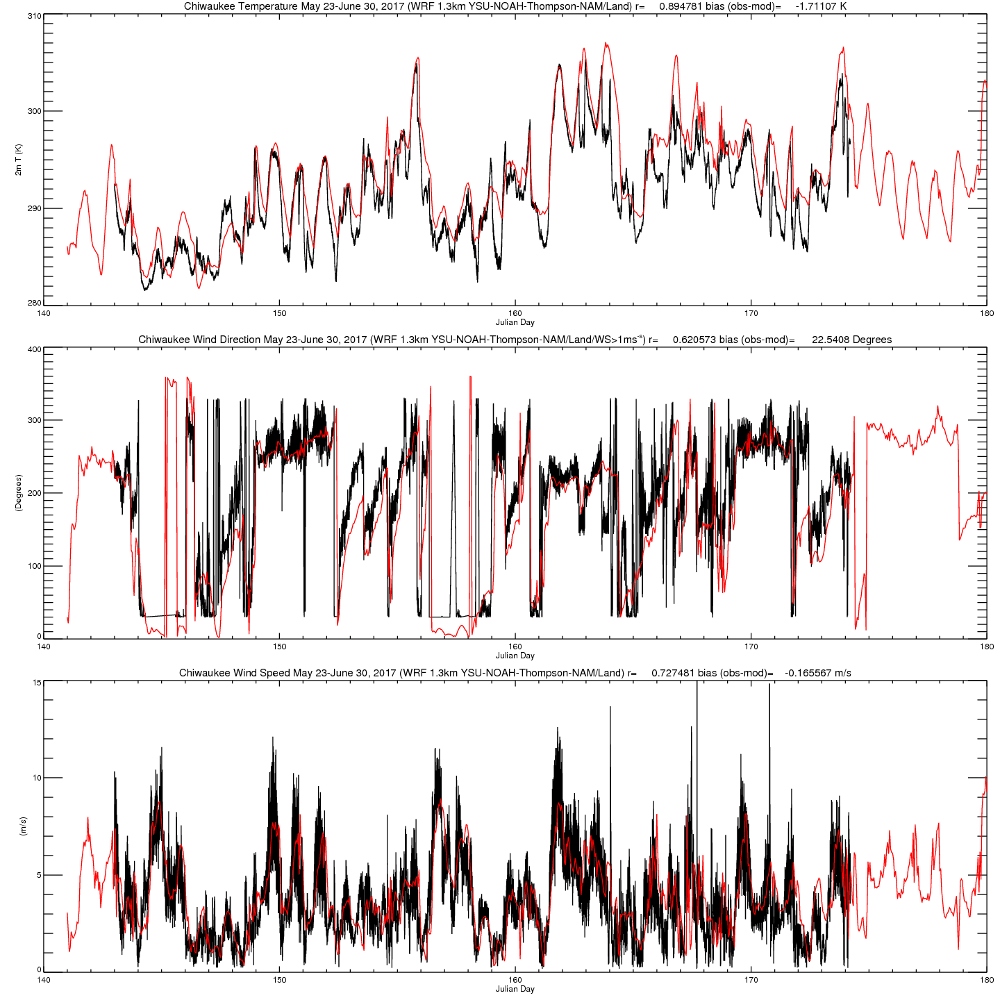 Chiwaukee Temperature May 23-June 30, 2017 (WRF 1.3km YSU-NOAH-Thompson-NAM/Land) r= 0.894781 bias (obs-mod)= -1.71107 K
310
300
290
280
2m T (K)
140 150 160 170 180
Julian Day
Chiwaukee Wind Direction May 23-June 30, 2017 (WRF 1.3km YSU-NOAH-Thompson-NAM/Land/WS>1ms⁻ˢ) r= 0.620573 bias (obs-mod)= 22.5408 Degrees
400
300
200
100
0
(Degrees)
140 150 160 170 180
Julian Day
Chiwaukee Wind Speed May 23-June 30, 2017 (WRF 1.3km YSU-NOAH-Thompson-NAM/Land) r= 0.727481 bias (obs-mod)= -0.165567 m/s
15
10
5
0
(m/s)
140 150 160 170 180
Julian Day